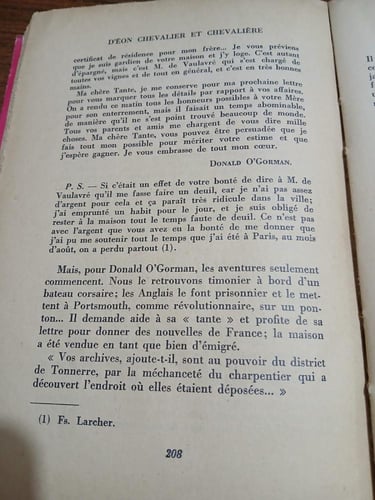 D'ÉON CHEVALIER ET CHEVALIÈRE
certificat de résidence pour mon frère... Je vous préviens
que je suis gardien de votre maison et j'y loge. C'est autant
d'épargné, mais c'est M. de Vaulavré qui s'est chargé de
toutes vos vignes et de tout en général, et c'est en très bonnes
mains.
Ma chère Tante, je me conserve pour ma prochaine lettre
pour vous marquer tous les détails par rapport à vos affaires.
On a rendu ce matin tous les honneurs possibles à votre Mère
pour son enterrement, mais il faisait un temps abominable,
de manière qu'il ne s'est point trouvé beaucoup de monde.
Tous vos parents et amis me chargent de vous dire mille
choses. Ma chère Tante, vous pouvez être persuadée que je
fais tout mon possible pour mériter votre estime et que
j'espère gagner. Je vous embrasse de tout mon cœur.
DONALD O'GORMAN.
P. S. — Si c'était un effet de votre bonté de dire à M. de
Vaulavré qu'il me fasse faire un deuil, car je n'ai pas assez
d'argent pour cela et ça paraît très ridicule dans la ville ;
j'ai emprunté un habit pour le jour, et je suis obligé de
rester à la maison tout le temps faute de deuil. Ce n'est pas
avec l'argent que vous avez eu la bonté de me donner que
j'ai pu me soutenir tout le temps que j'ai été à Paris, au mois
d'août, on a perdu partout (1).
Mais, pour Donald O'Gorman, les aventures seulement
commencent. Nous le retrouvons timonier à bord d'un
bateau corsaire ; les Anglais le font prisonnier et le met-
tent à Portsmouth, comme révolutionnaire, sur un pon-
ton... Il demande aide à sa « tante » et profite de sa
lettre pour donner des nouvelles de France ; la maison
a été vendue en tant que bien d'émigré.
« Vos archives, ajoute-t-il, sont au pouvoir du district
de Tonnerre, par la méchanceté du charpentier qui a
découvert l'endroit où elles étaient déposées... »
(1) Fs. Larcher.
208